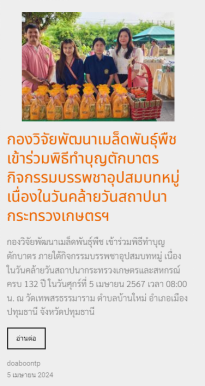 กองวิจัยพัฒนาเมล็ดพันธุ์พืช
เข้าร่วมพิธีทำบุญตักบาตร
กิจกรรมบรรพชาอุปสมบทหมู่
เนื่องในวันคล้ายวันสถาปนา
กระทรวงเกษตรฯ
กองวิจัยพัฒนาเมล็ดพันธุ์พืช เข้าร่วมพิธีทำบุญ
ตักบาตร ภายใต้กิจกรรมบรรพชาอุปสมบทหมู่ เนื่อง
ในวันคล้ายวันสถาปนากระทรวงเกษตรและสหกรณ์
ครบ 132 ปี ในวันศุกร์ที่ 5 เมษายน 2567 เวลา 08:00
น. ณ วัดเทพสรธรรมาราม ตำบลบ้านใหม่ อำเภอเมือง
ปทุมธานี จังหวัดปทุมธานี
อ่านต่อ
doaboontp
5 เมษายน 2024